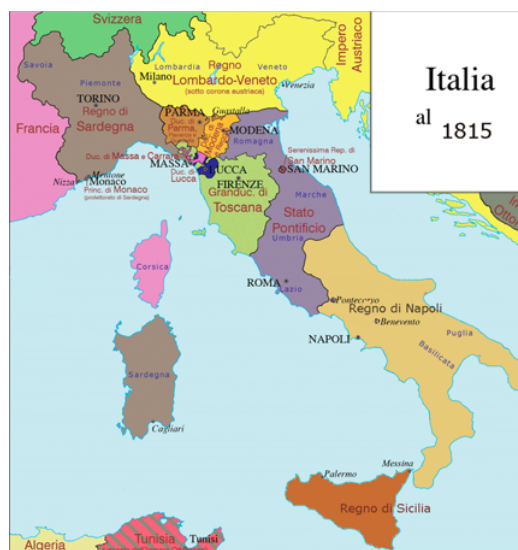 Svizzera
Impero
Austriaco
Italia
al 1815
Savoia
Lombardia
Regno
Veneto
Lombardo-Veneto
(sotto corona austriaca)
Milano
Venezia
Piemonte
TORINO
Regno di
Sardegna
Francia
PARMA
Guastalla
Duc. di
Parma,
MODENA
Romagna
Duc. di Massa e Carrara
MASSA
Duc. di
Lucca
LUCCA
FIRENZE
Granduc. di
Toscana
Serenissima Rep. di
San Marino
SAN MARINO
Nizza
Mentone
Monaco
Princ. di Monaco
(protettorato di Sardegna)
Marche
Stato
Pontificio
Umbria
Corsica
ROMA
Lazio
Pontecorvo
Regno di Napoli
Benevento
NAPOLI
Puglia
Basilicata
Sardegna
Cagliari
Palermo
Messina
Regno di Sicilia
Algeria
Tunisia
Tunisi